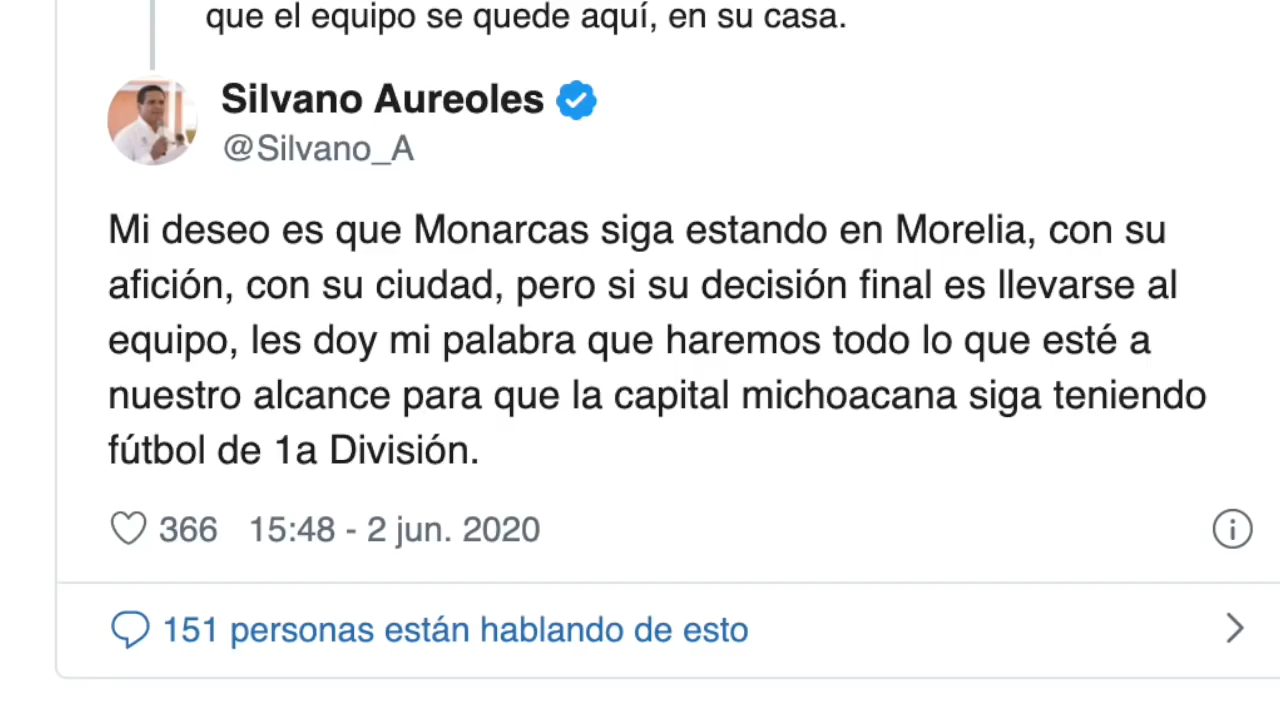 que el equipo se quede aquí, en su casa.
Silvano Aureoles
@Silvano_A
Mi deseo es que Monarcas siga estando en Morelia, con su
afición, con su ciudad, pero si su decisión final es llevarse al
equipo, les doy mi palabra que haremos todo lo que esté a
nuestro alcance para que la capital michoacana siga teniendo
fútbol de 1a División.
366 15:48 - 2 jun. 2020
151 personas están hablando de esto